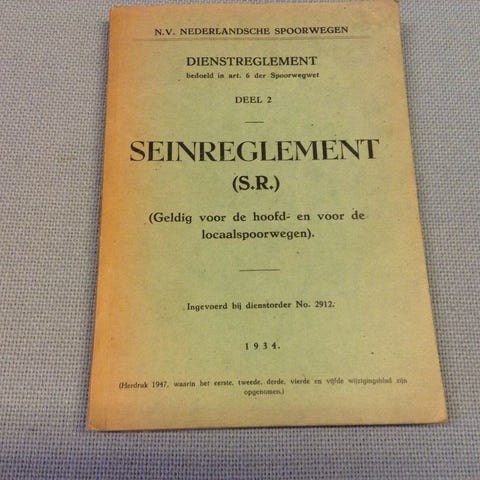 N.V. NEDERLANDSCHE SPOORWEGEN
DIENSTREGLEMENT
bedoeld in art. 6 der Spoorwegwet
DEEL 2
SEINREGLEMENT
(S.R.)
(Geldig voor de hoofd- en voor de
locaalspoorwegen).
Ingevoerd bij dienstorder No. 2912.
1934.
(Herdruk 1947, waarin het eerste, tweede, derde, vierde en vijfde wijzigingsblad zijn
opgenomen.)